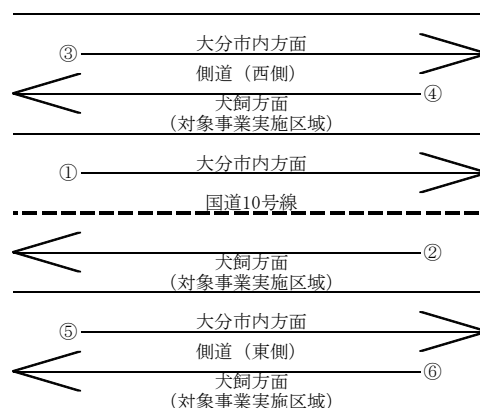 大分市内方面
③
側道（西側）
④
犬飼方面
（対象事業実施区域）
大分市内方面
①
国道10号線
②
犬飼方面
（対象事業実施区域）
大分市内方面
⑤
側道（東側）
⑥
犬飼方面
（対象事業実施区域）